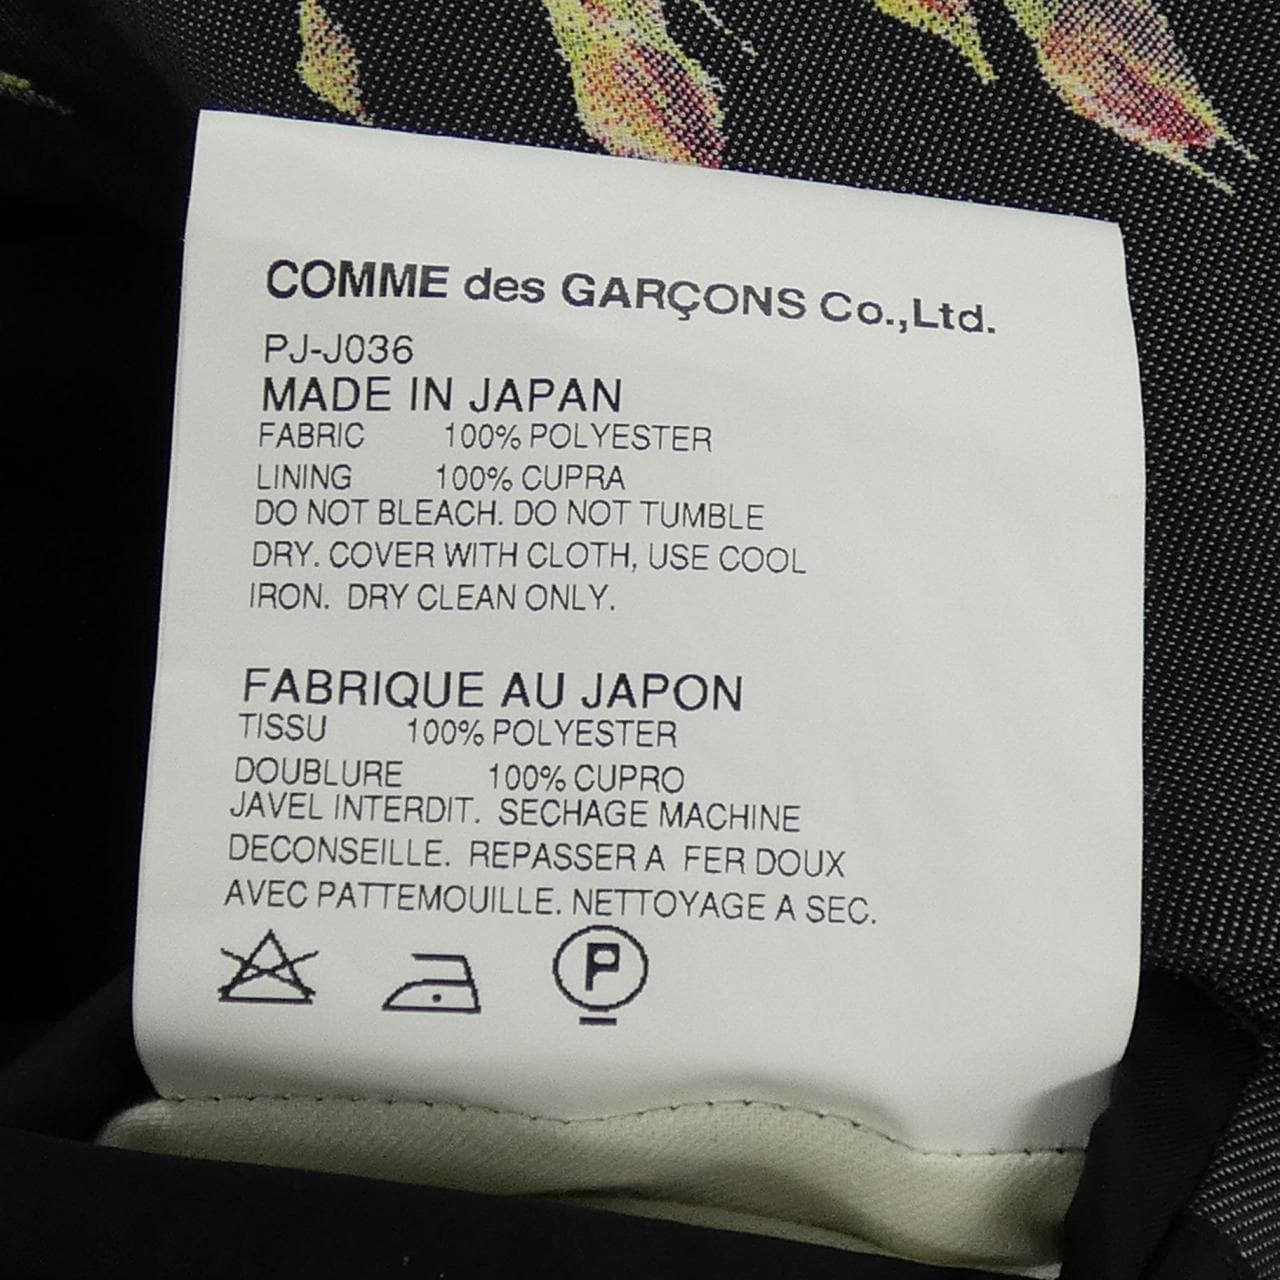 COMME des GARÇONS Co.,Ltd.
PJ-J036
MADE IN JAPAN
FABRIC 100% POLYESTER
LINING 100% CUPRA
DO NOT BLEACH. DO NOT TUMBLE
DRY. COVER WITH CLOTH, USE COOL
IRON. DRY CLEAN ONLY.
FABRIQUE AU JAPON
TISSU 100% POLYESTER
DOUBLURE 100% CUPRO
JAVEL INTERDIT. SECHAGE MACHINE
DECONSEILLE. REPASSER A FER DOUX
AVEC PATTEMOUILLE. NETTOYAGE A SEC.
P